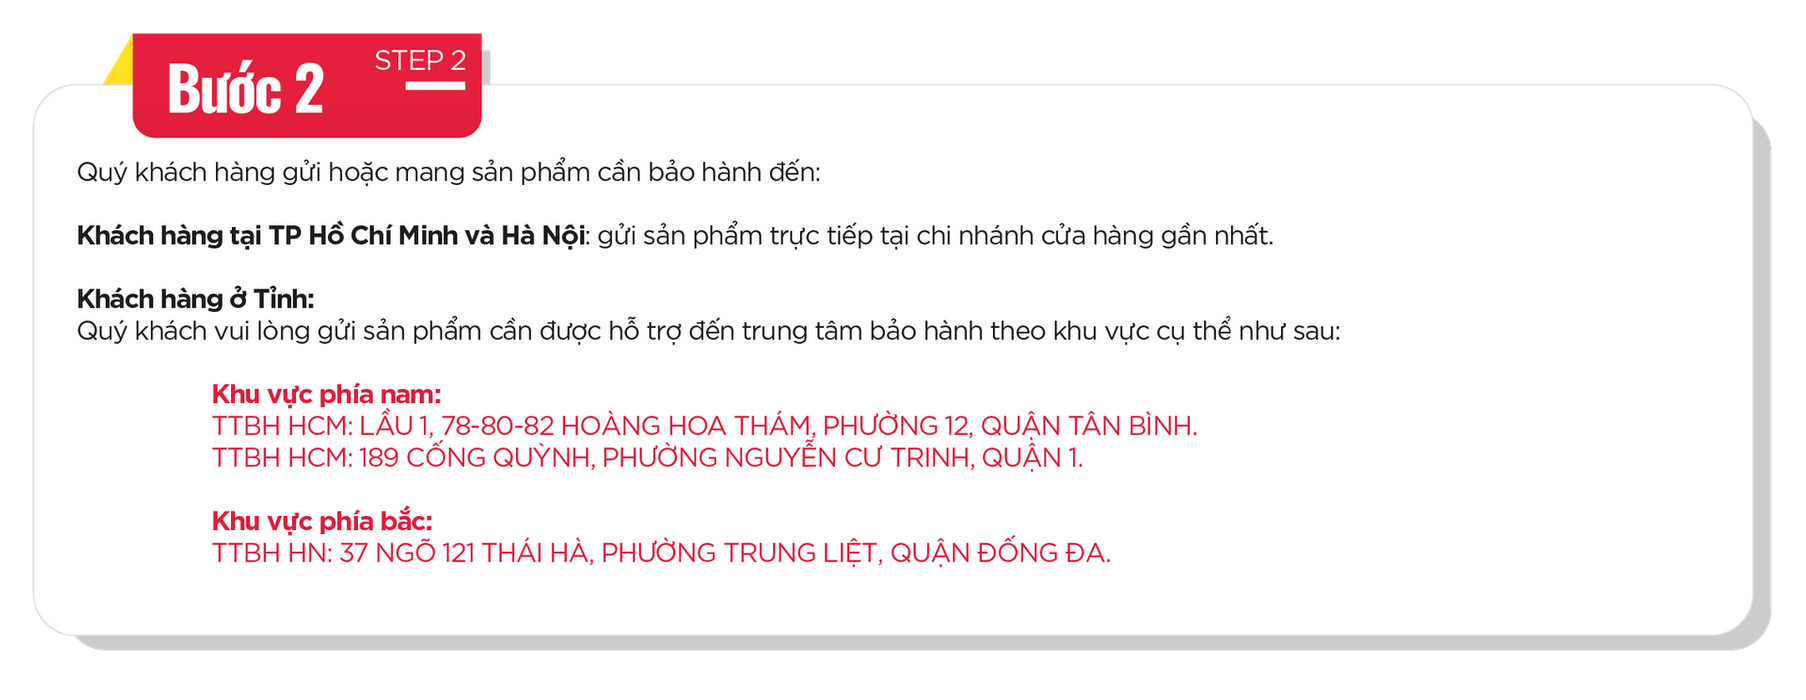 Bước 2
STEP 2
Quý khách hàng gửi hoặc mang sản phẩm cần bảo hành đến:
Khách hàng tại TP Hồ Chí Minh và Hà Nội: gửi sản phẩm trực tiếp tại chi nhánh cửa hàng gần nhất.
Khách hàng ở Tỉnh:
Quý khách vui lòng gửi sản phẩm cần được hỗ trợ đến trung tâm bảo hành theo khu vực cụ thể như sau:
Khu vực phía nam:
TTBH HCM: LẦU 1, 78-80-82 HOÀNG HOA THÁM, PHƯỜNG 12, QUẬN TÂN BÌNH.
TTBH HCM: 189 CỐNG QUỲNH, PHƯỜNG NGUYỄN CƯ TRINH, QUẬN 1.
Khu vực phía bắc:
TTBH HN: 37 NGÕ 121 THÁI HÀ, PHƯỜNG TRUNG LIỆT, QUẬN ĐỐNG ĐA.